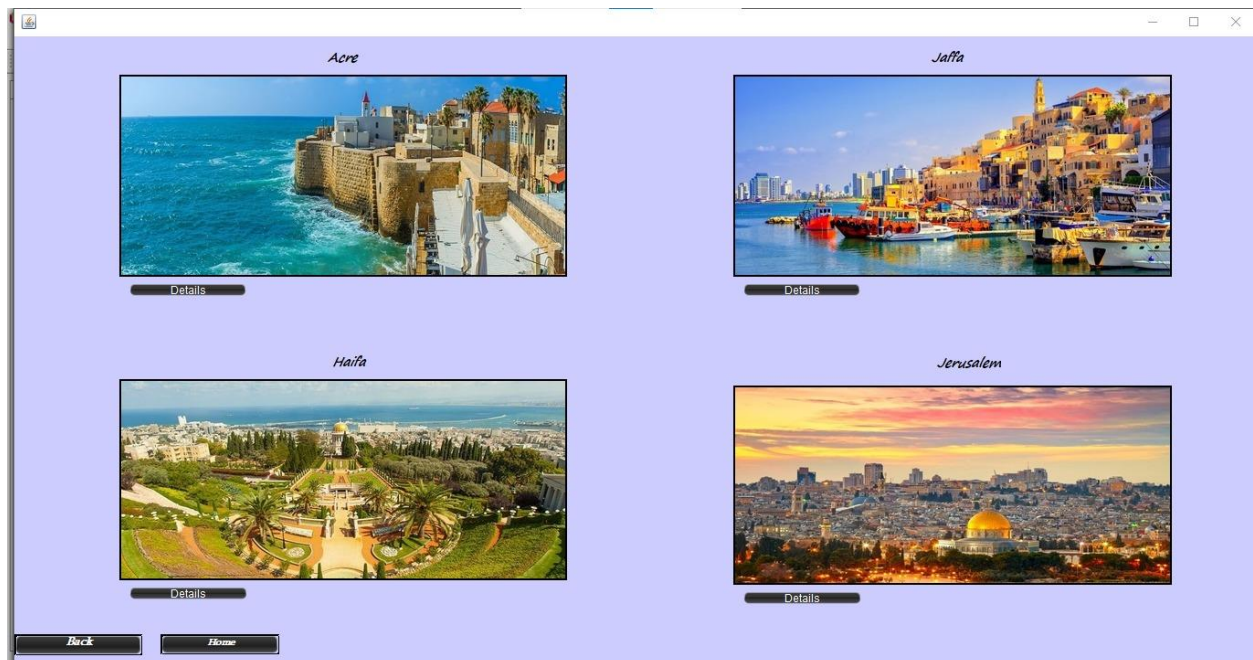 Acre
Jaffa
Details
Details
Haifa
Jerusalem
Details
Details
Back
Home